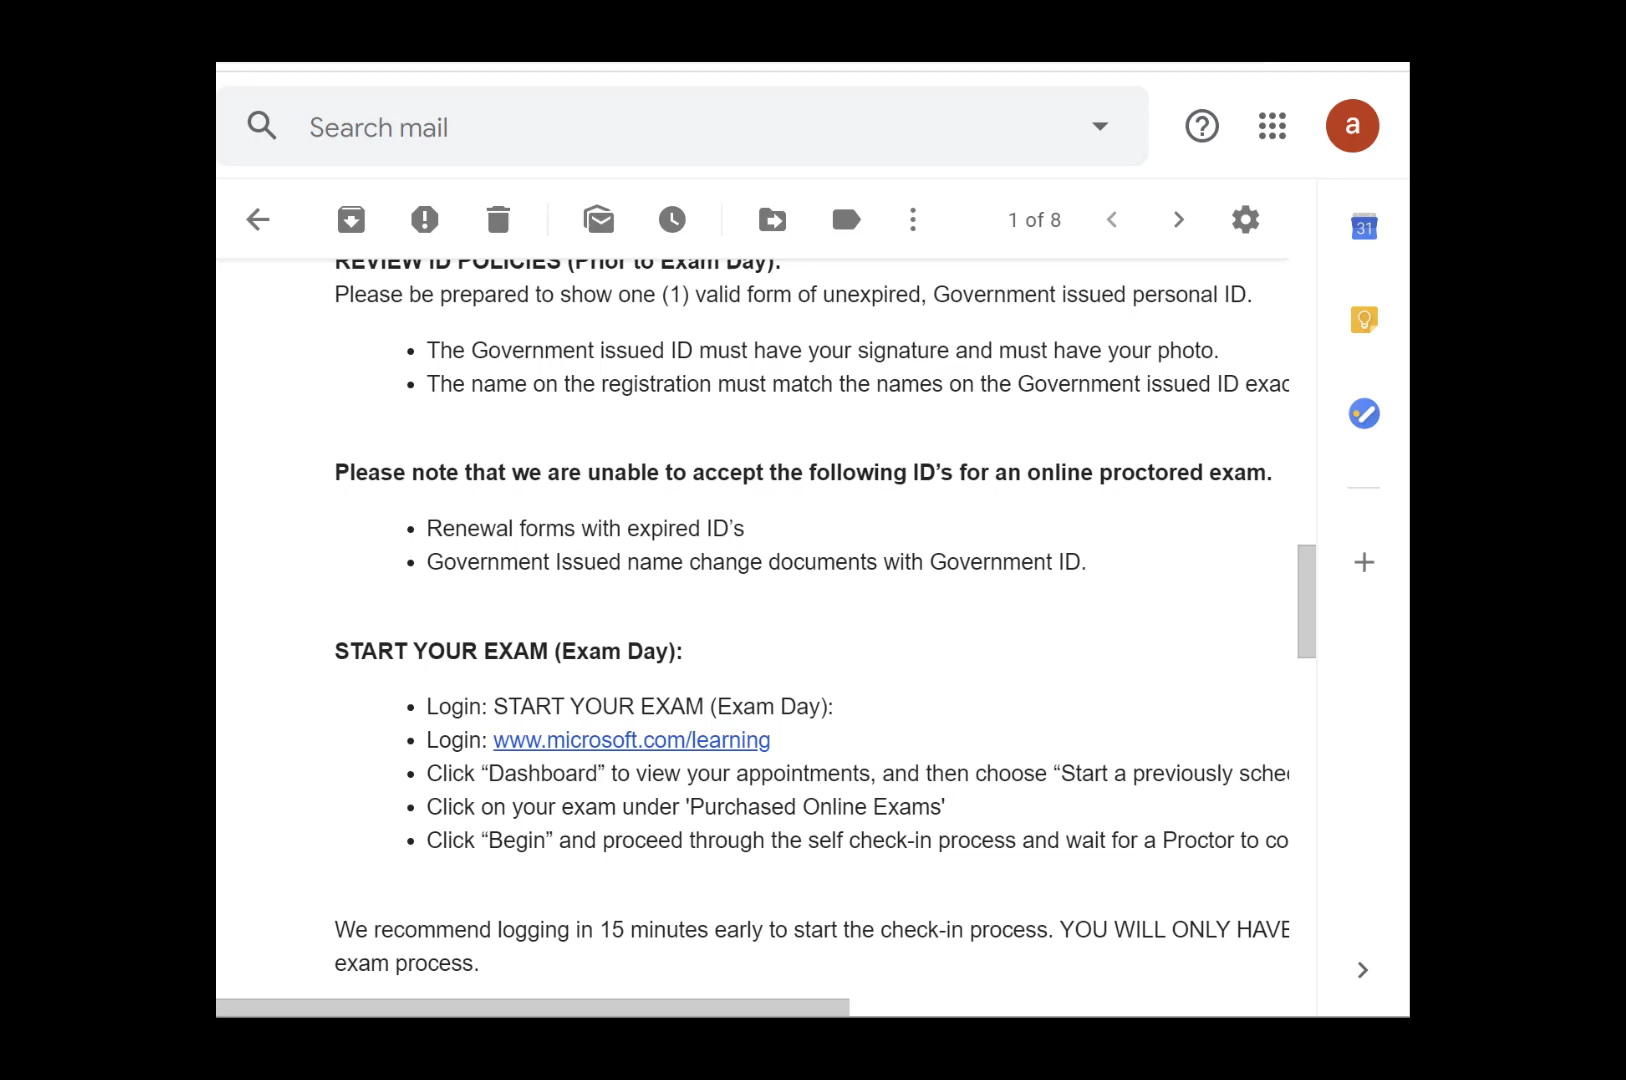 Search mail
a
1 of 8
31
REVIEW ID POLICIES (Prior to Exam Day):
Please be prepared to show one (1) valid form of unexpired, Government issued personal ID.
• The Government issued ID must have your signature and must have your photo.
• The name on the registration must match the names on the Government issued ID exac
Please note that we are unable to accept the following ID’s for an online proctored exam.
• Renewal forms with expired ID’s
• Government Issued name change documents with Government ID.
START YOUR EXAM (Exam Day):
• Login: START YOUR EXAM (Exam Day):
• Login: www.microsoft.com/learning
• Click “Dashboard” to view your appointments, and then choose “Start a previously sche
• Click on your exam under 'Purchased Online Exams'
• Click “Begin” and proceed through the self check-in process and wait for a Proctor to co
We recommend logging in 15 minutes early to start the check-in process. YOU WILL ONLY HAVE
exam process.